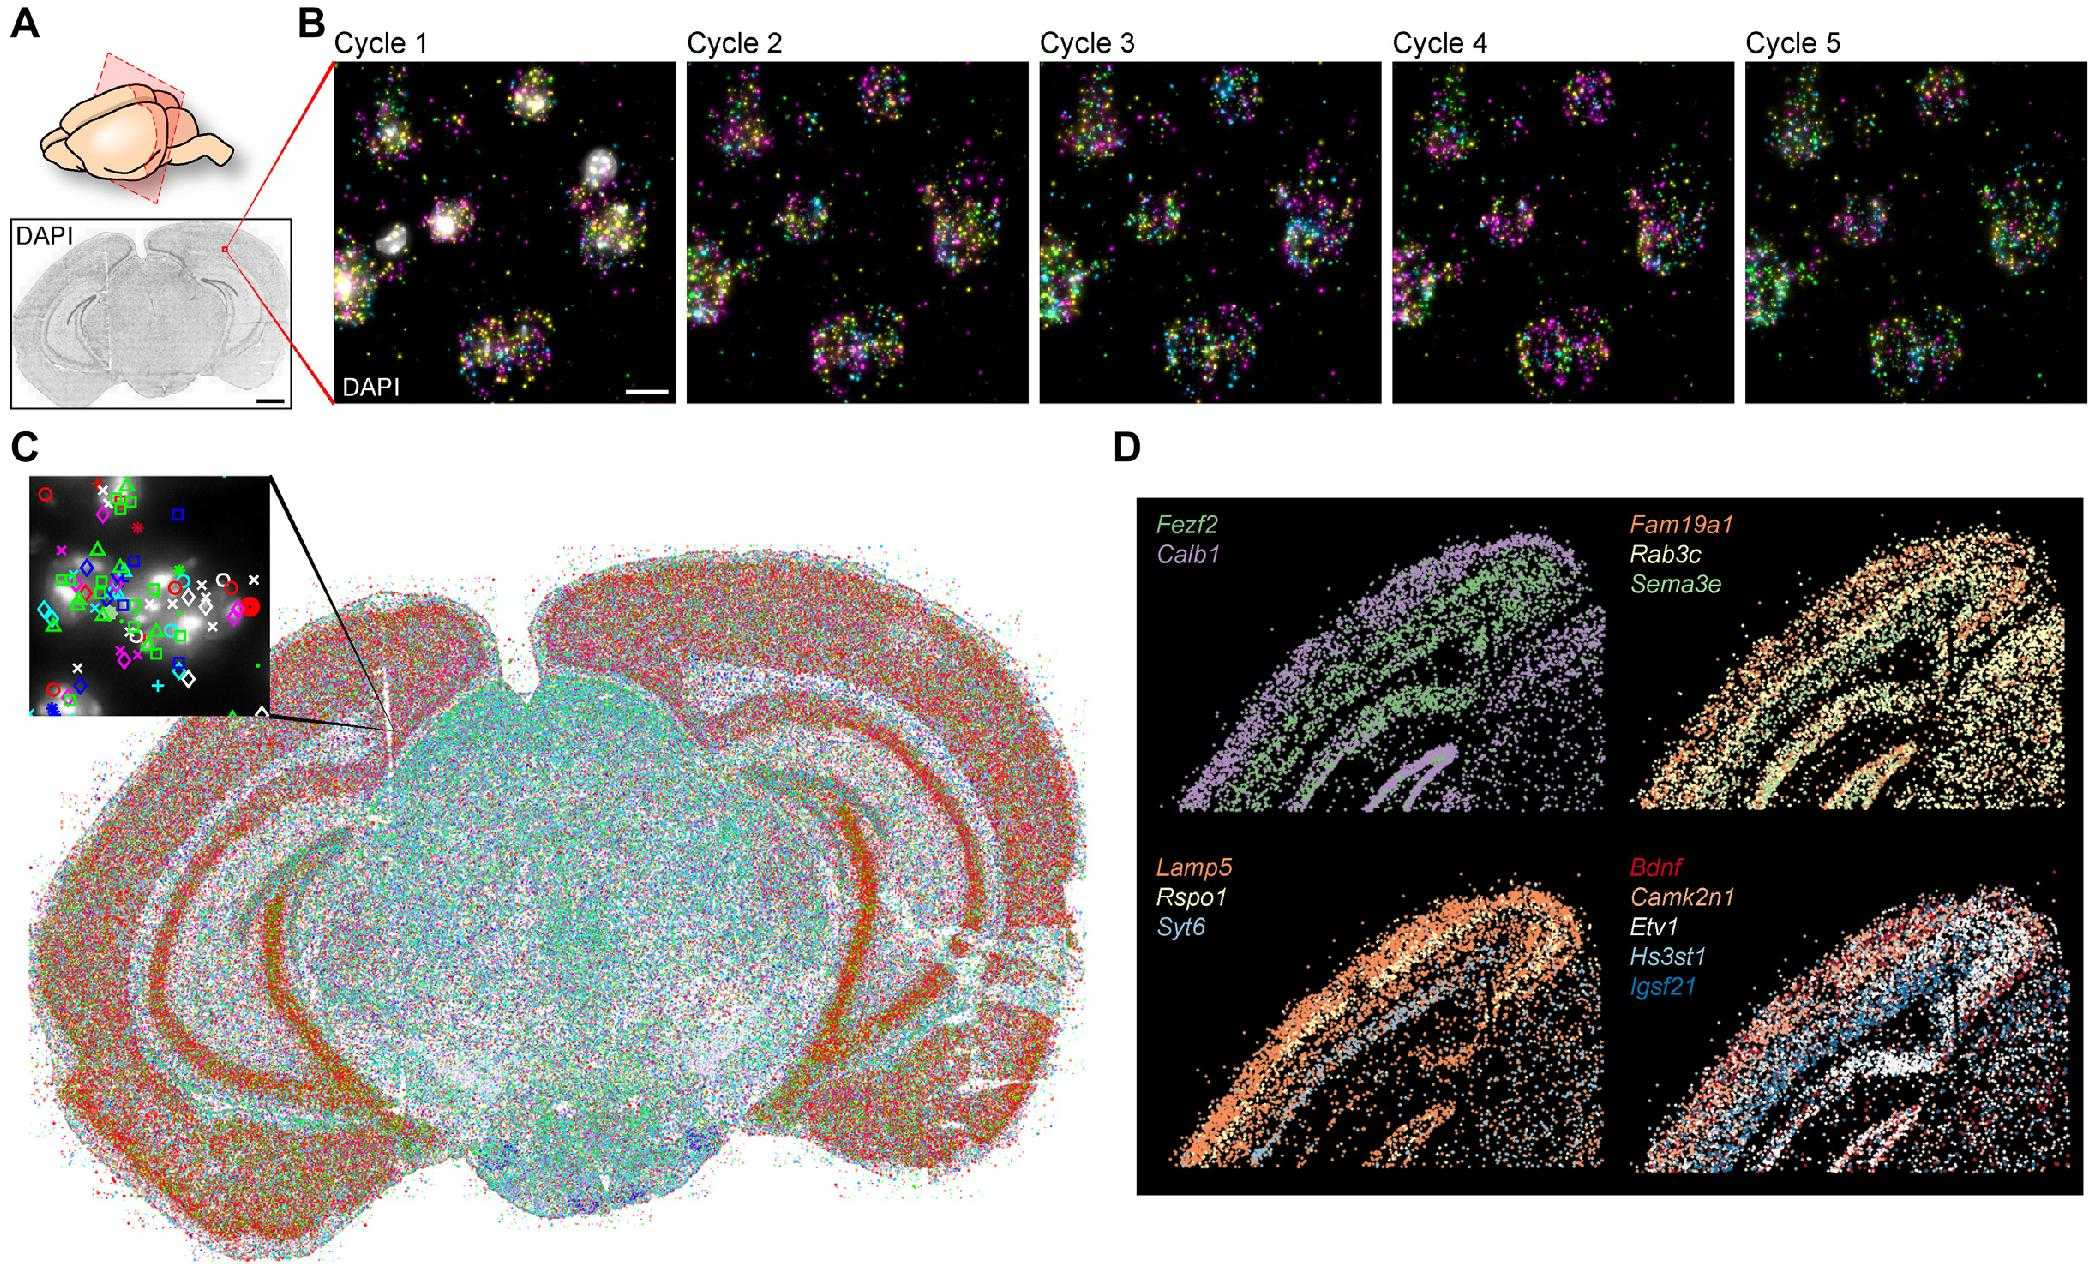 A
DAPI
B
Cycle 1
Cycle 2
Cycle 3
Cycle 4
Cycle 5
DAPI
C
D
Fezf2
Calb1
Fam19a1
Rab3c
Sema3e
Lamp5
Rspo1
Syt6
Bdnf
Camk2n1
Etv1
Hs3st1
Igsf21